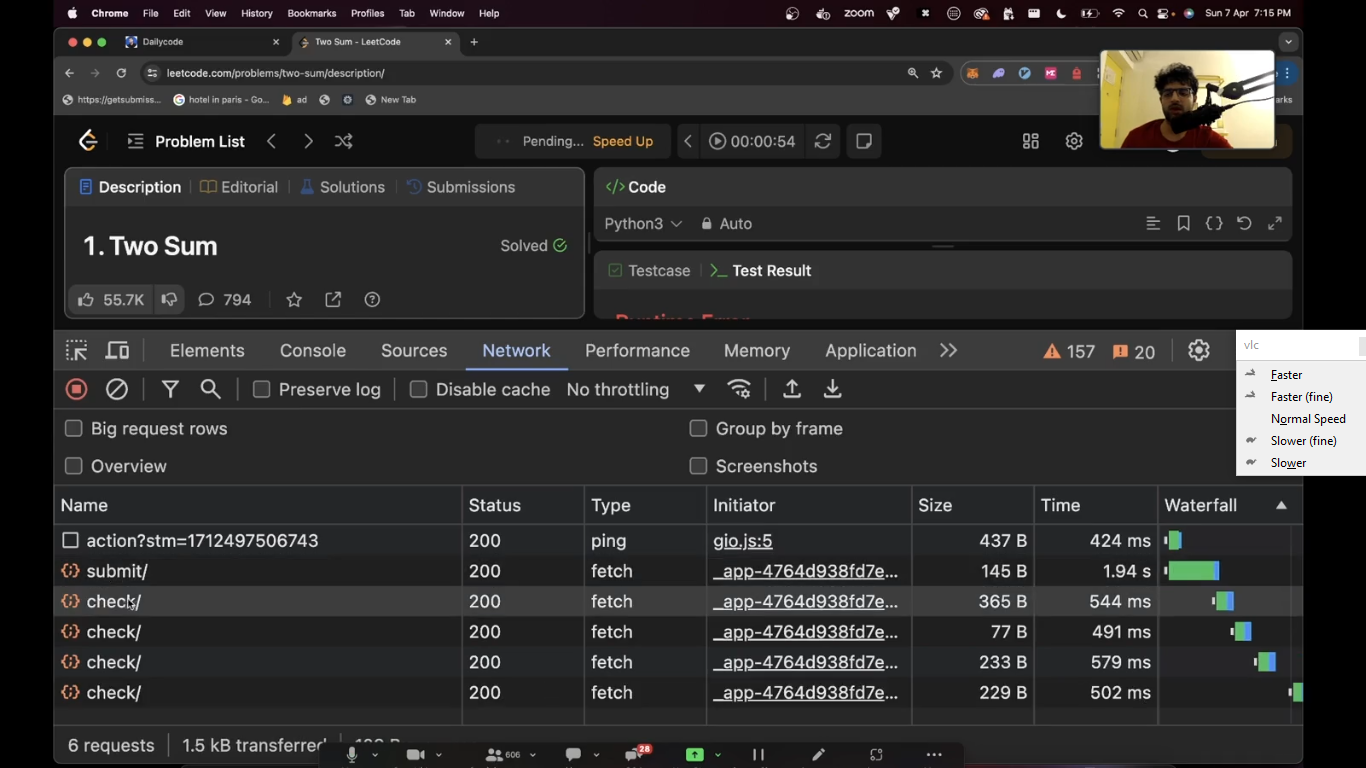 Chrome File Edit View History Bookmarks Profiles Tab Window Help zoom Sun 7 Apr 7:15 PM
Dailycode Two Sum - LeetCode
leetcode.com/problems/two-sum/description/
https://getsubmiss... hotel in paris - Go... ad New Tab arks
Problem List Pending... Speed Up 00:00:54
Description Editorial Solutions Submissions </> Code
Python3 Auto
1. Two Sum Solved
Testcase Test Result
55.7K 794
Runtime Error
Elements Console Sources Network Performance Memory Application 157 20
vlc
Faster
Faster (fine)
Normal Speed
Slower (fine)
Slower
Preserve log Disable cache No throttling
Big request rows Group by frame
Overview Screenshots
Name Status Type Initiator Size Time Waterfall
action?stm=1712497506743 200 ping gio.js:5 437 B 424 ms
submit/ 200 fetch _app-4764d938fd7e... 145 B 1.94 s
check/ 200 fetch _app-4764d938fd7e... 365 B 544 ms
check/ 200 fetch _app-4764d938fd7e... 77 B 491 ms
check/ 200 fetch _app-4764d938fd7e... 233 B 579 ms
check/ 200 fetch _app-4764d938fd7e... 229 B 502 ms
6 requests 1.5 kB transferred
606 28